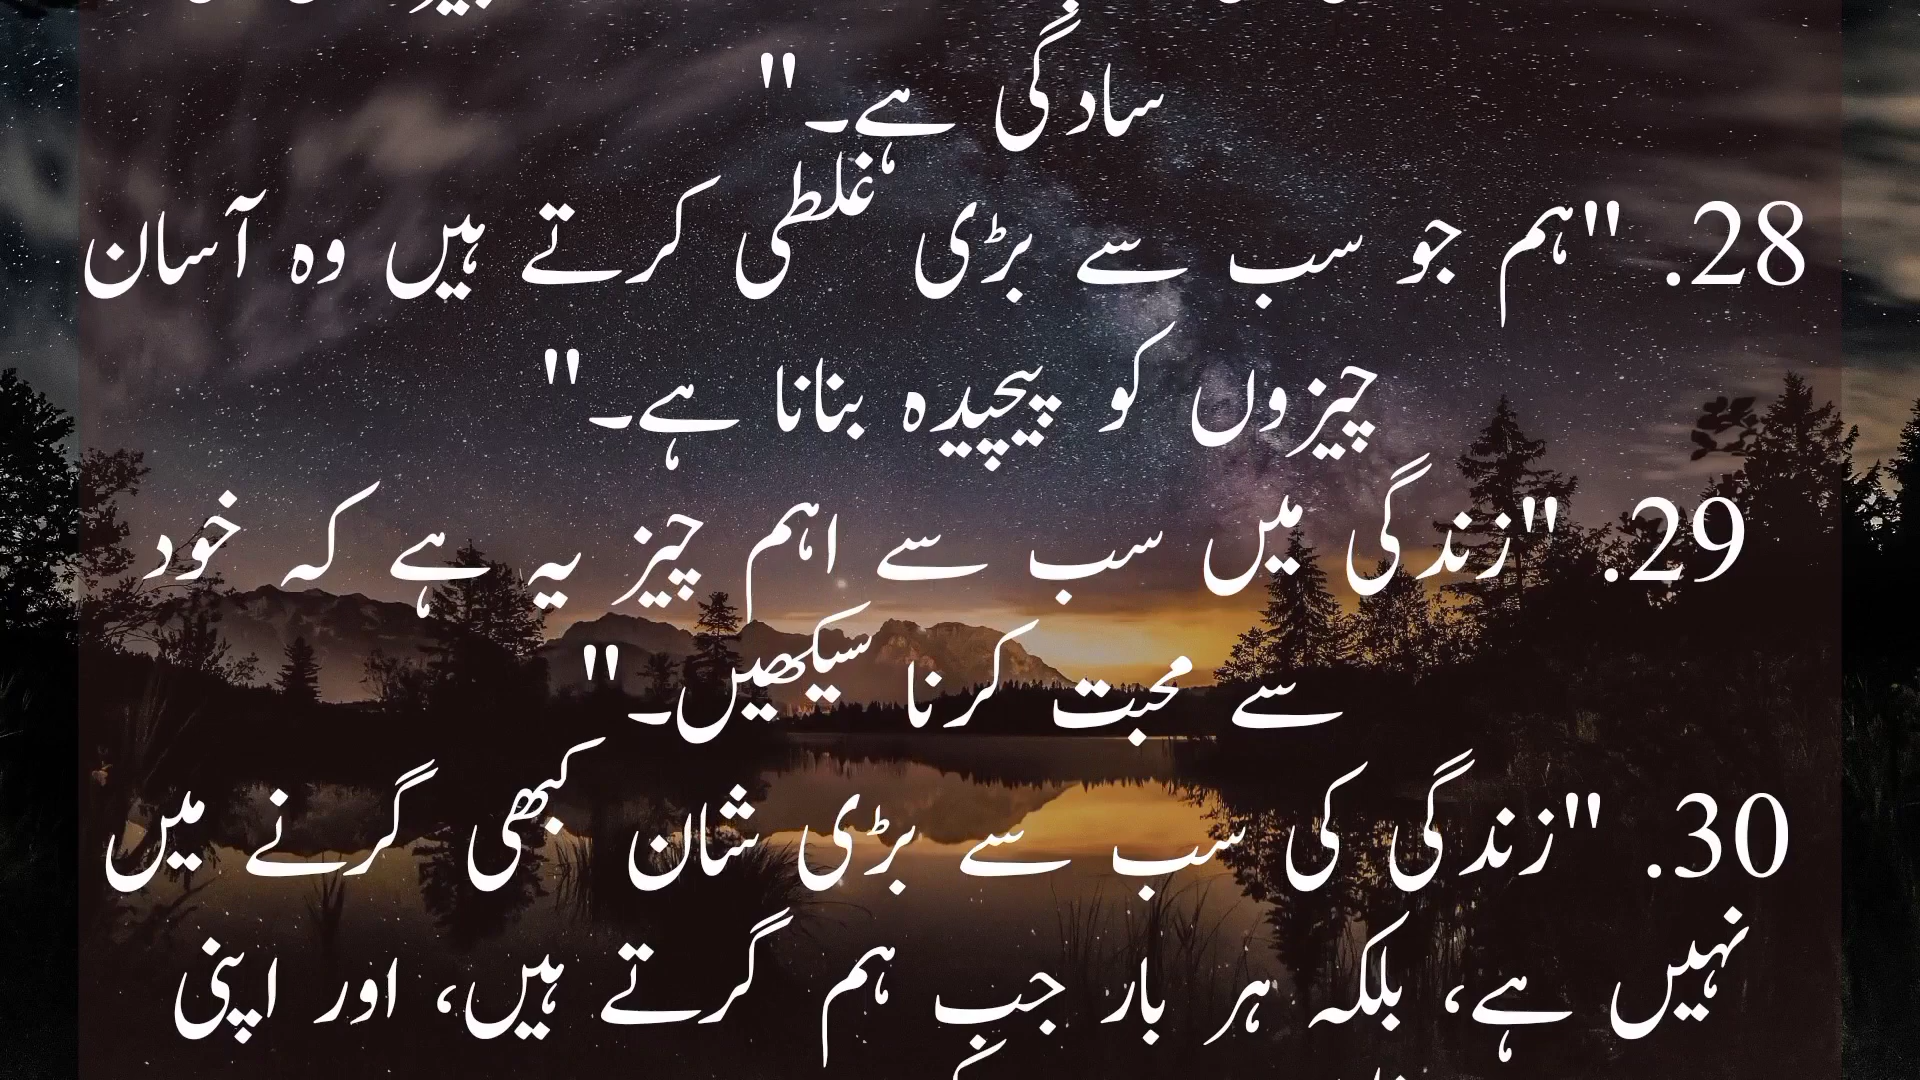 سادگی ہے۔"
28. "ہم جو سب سے بڑی غلطی کرتے ہیں وہ آسان
چیزوں کو پیچیدہ بنانا ہے۔"
29. "زندگی میں سب سے اہم چیز یہ ہے کہ خود
سے محبت کرنا سیکھیں۔"
30. "زندگی کی سب سے بڑی شان کبھی گرنے میں
نہیں ہے، بلکہ ہر بار جب ہم گرتے ہیں، اور اپنی